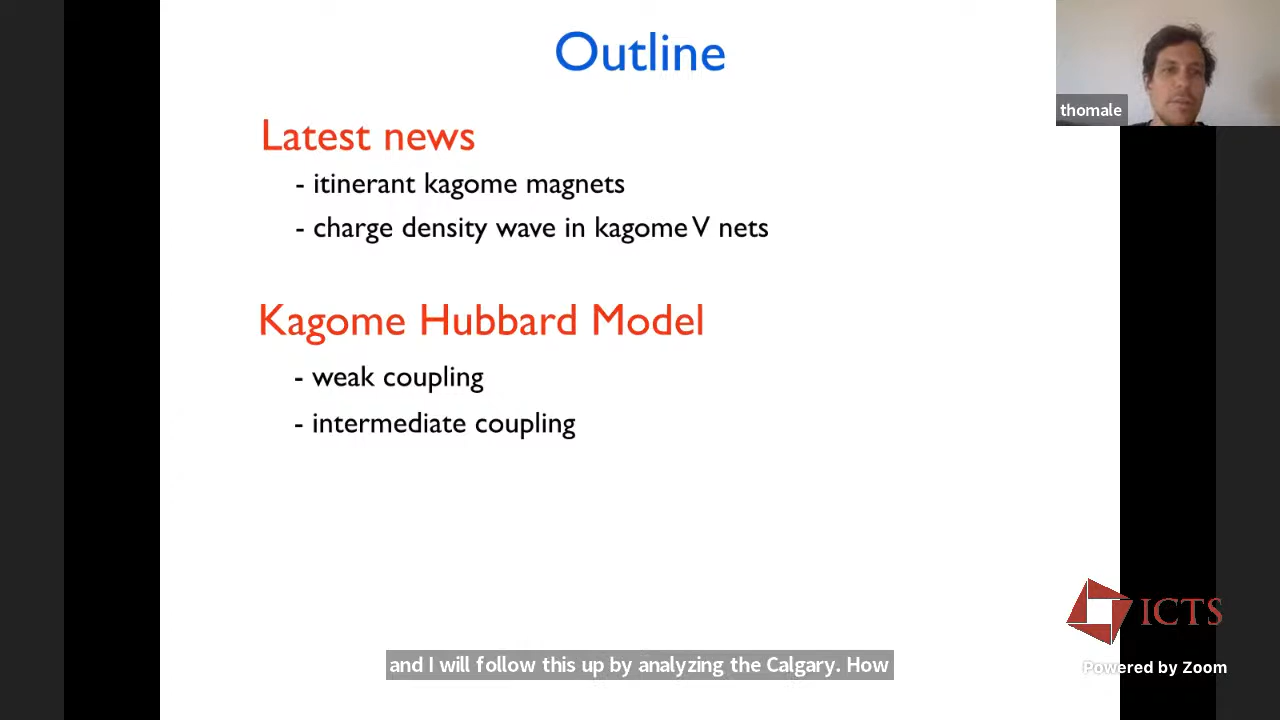 Outline
thomale
Latest news
- itinerant kagome magnets
- charge density wave in kagome V nets
Kagome Hubbard Model
- weak coupling
- intermediate coupling
ICTS
and I will follow this up by analyzing the Calgary. How
Powered by Zoom